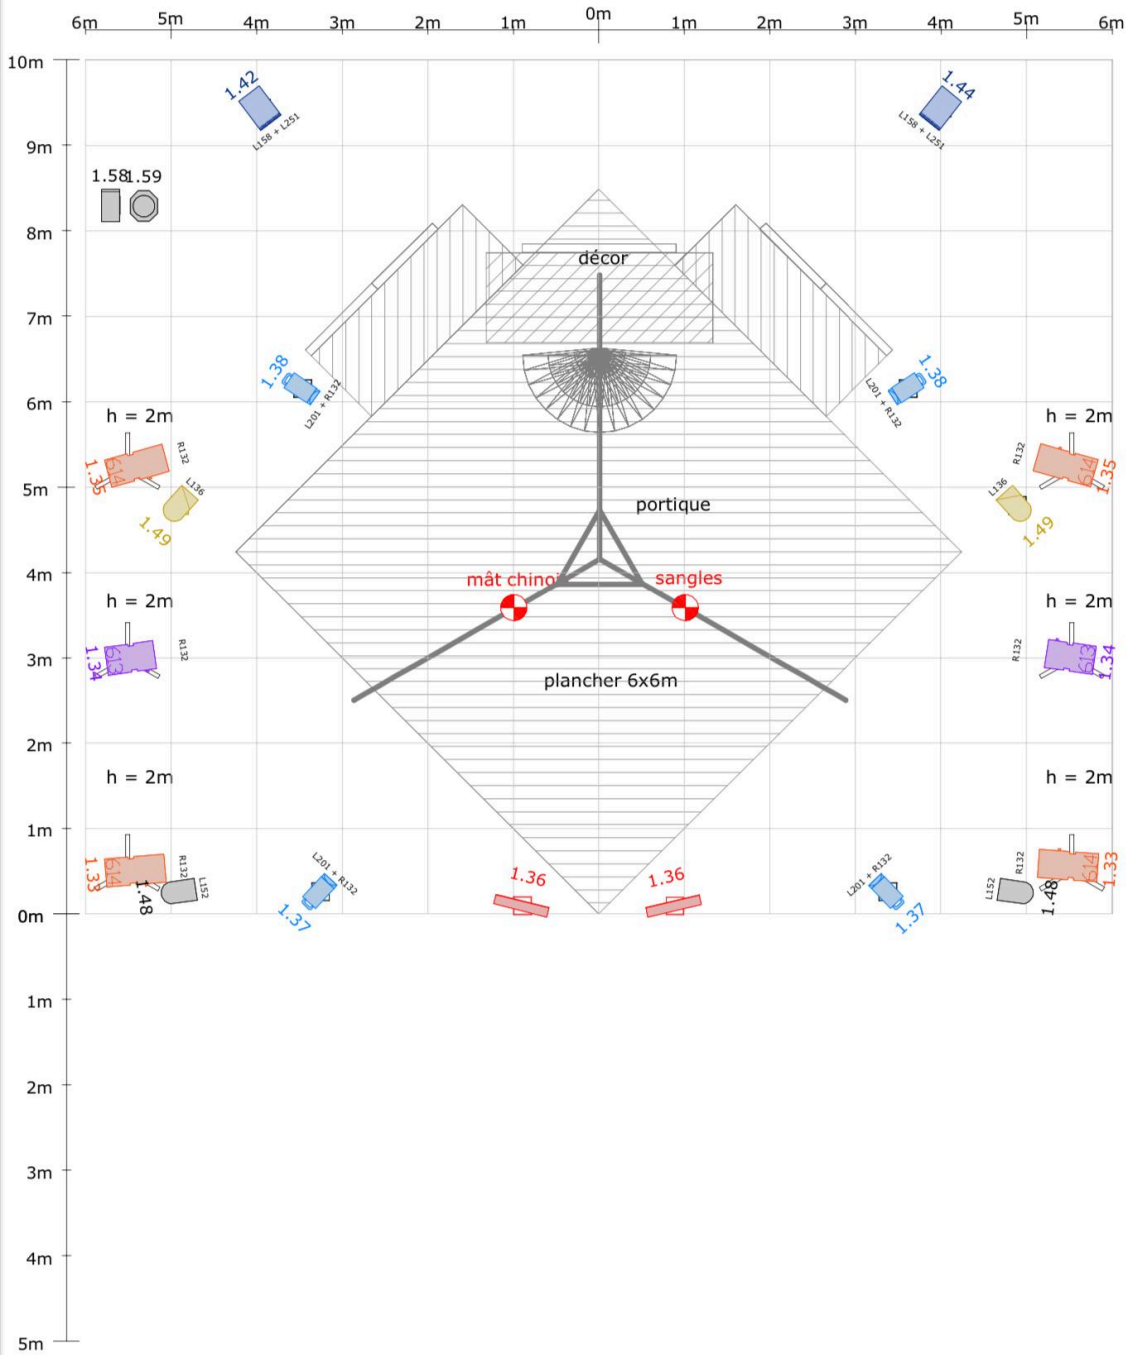 6m 5m 4m 3m 2m 1m 0m 1m 2m 3m 4m 5m 6m
10m
1.42
L158 + L251
1.44
L158 + L251
9m
1.58 1.59
8m
décor
7m
1.38
L201 + R132
1.38
L201 + R132
6m
h = 2m
h = 2m
1.35
614
R132
R132
614
1.35
5m
L136
1.49
L136
1.49
portique
4m
mât chinoi
sangles
h = 2m
h = 2m
1.34
613
R132
R132
613
1.34
3m
plancher 6x6m
2m
h = 2m
h = 2m
1m
1.33
614
R132
L152
1.48
L201 + R132
1.37
1.36
1.36
L201 + R132
1.37
L152
R132
1.48
614
1.33
0m
1m
2m
3m
4m
5m